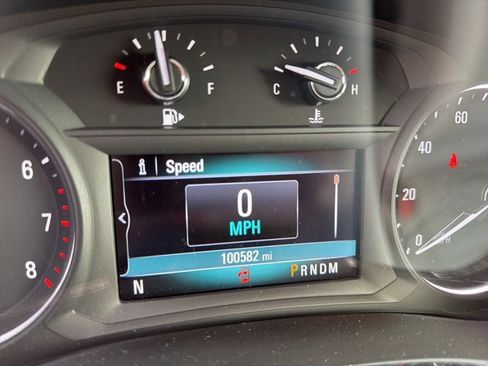 E F
C H
i Speed
0
MPH
100582 mi
N
PRNDM
6
7
8
60
40
20
0